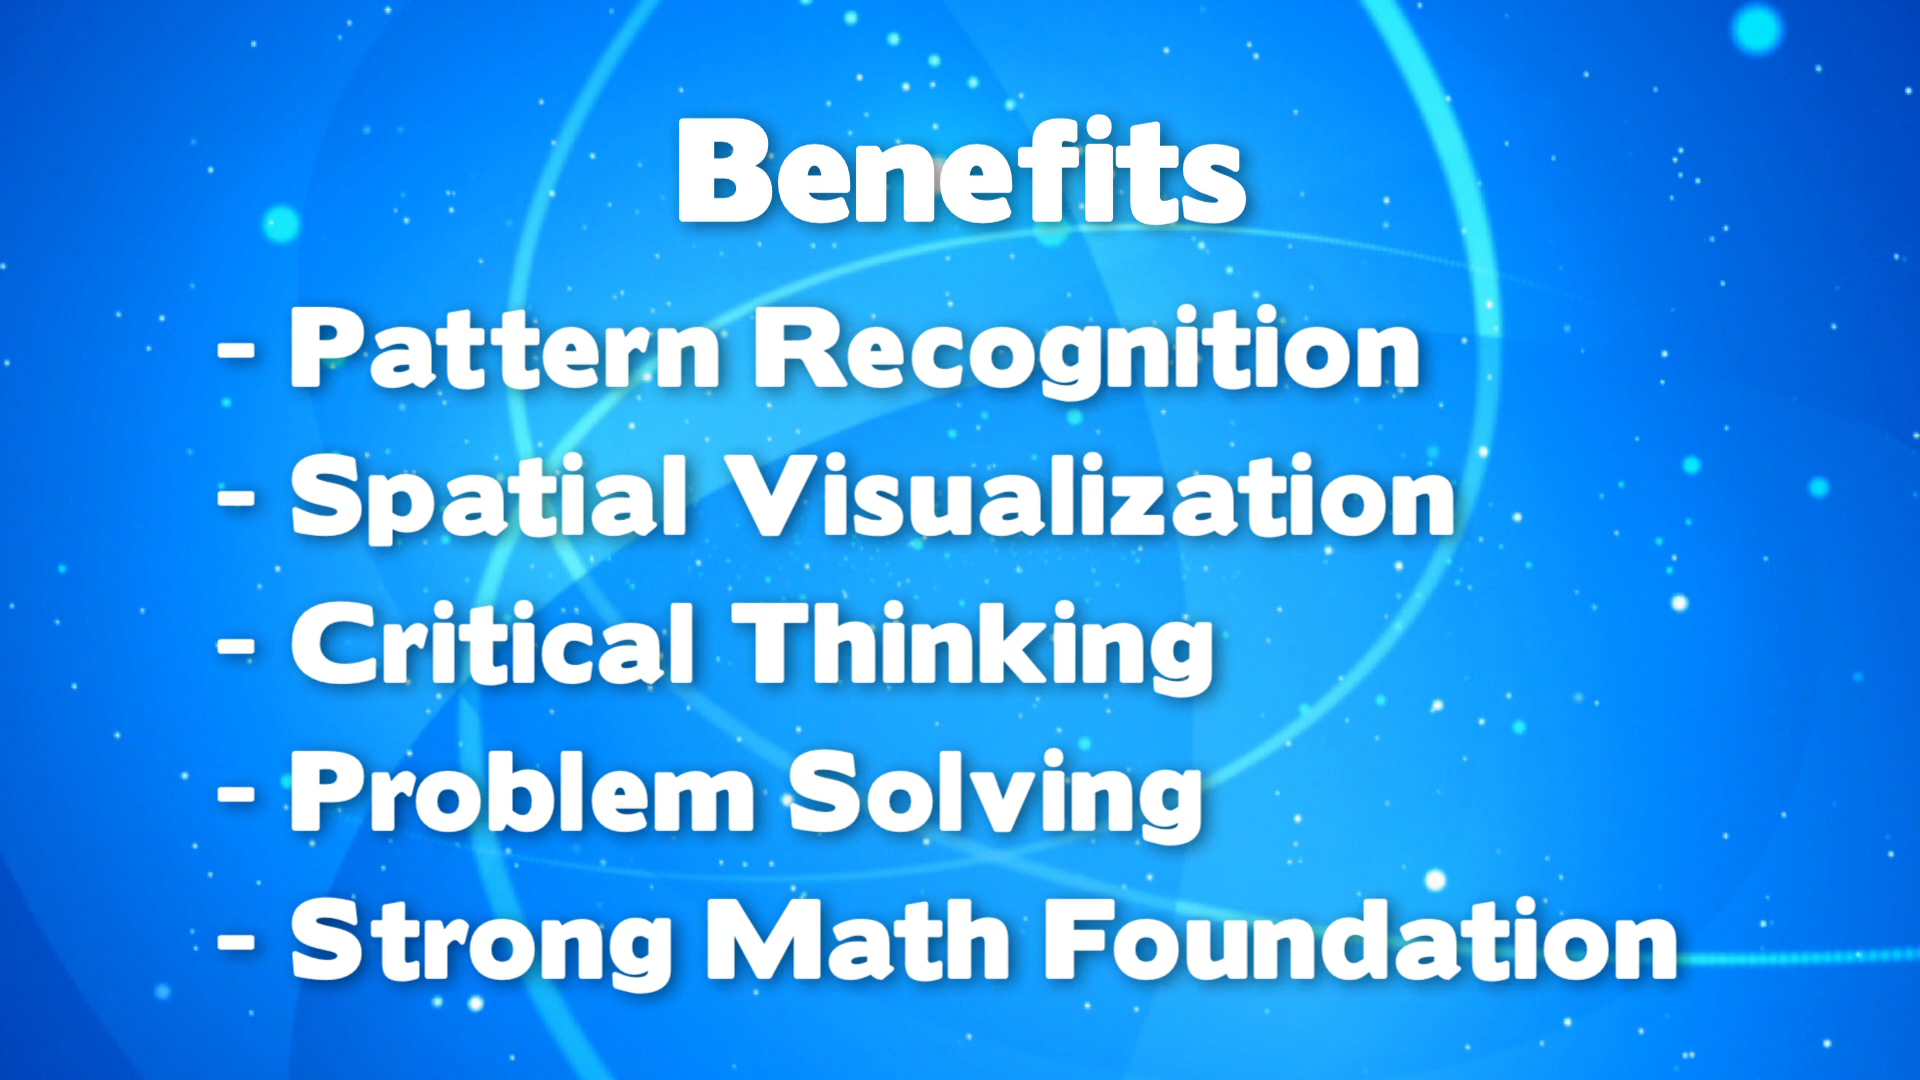 Benefits
- Pattern Recognition
- Spatial Visualization
- Critical Thinking
- Problem Solving
- Strong Math Foundation